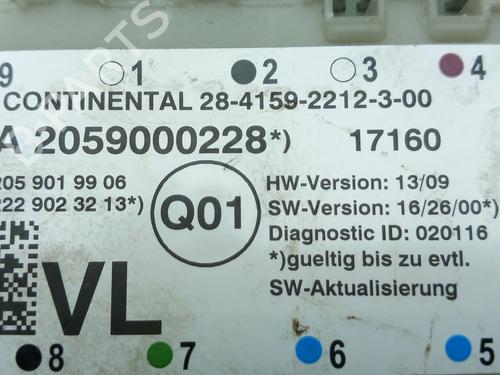 9 1 2 3 4
CONTINENTAL 28-4159-2212-3-00
A 2059000228*) 17160
205 901 99 06
222 902 32 13*)
Q01
HW-Version: 13/09
SW-Version: 16/26/00*)
Diagnostic ID: 020116
*)gueltig bis zu evtl.
SW-Aktualisierung
VL
8 7 6 5